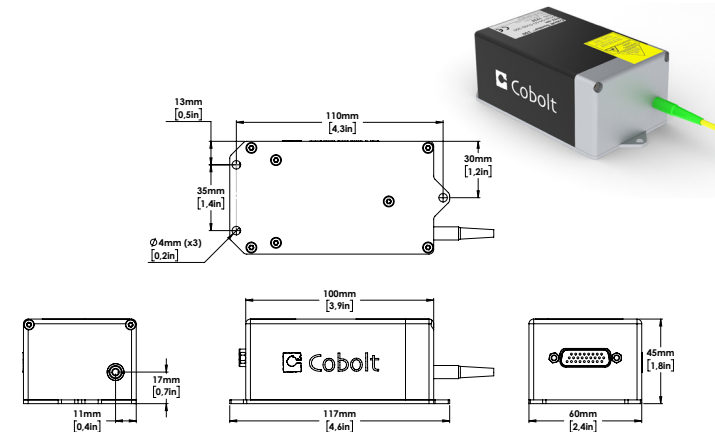 Cobolt
13mm
[0,5in]
110mm
[4,3in]
30mm
[1,2in]
35mm
[1,4in]
Ø4mm (x3)
[0,2in]
100mm
[3,9in]
Cobolt
17mm
[0,7in]
11mm
[0,4in]
117mm
[4,6in]
45mm
[1,8in]
60mm
[2,4in]